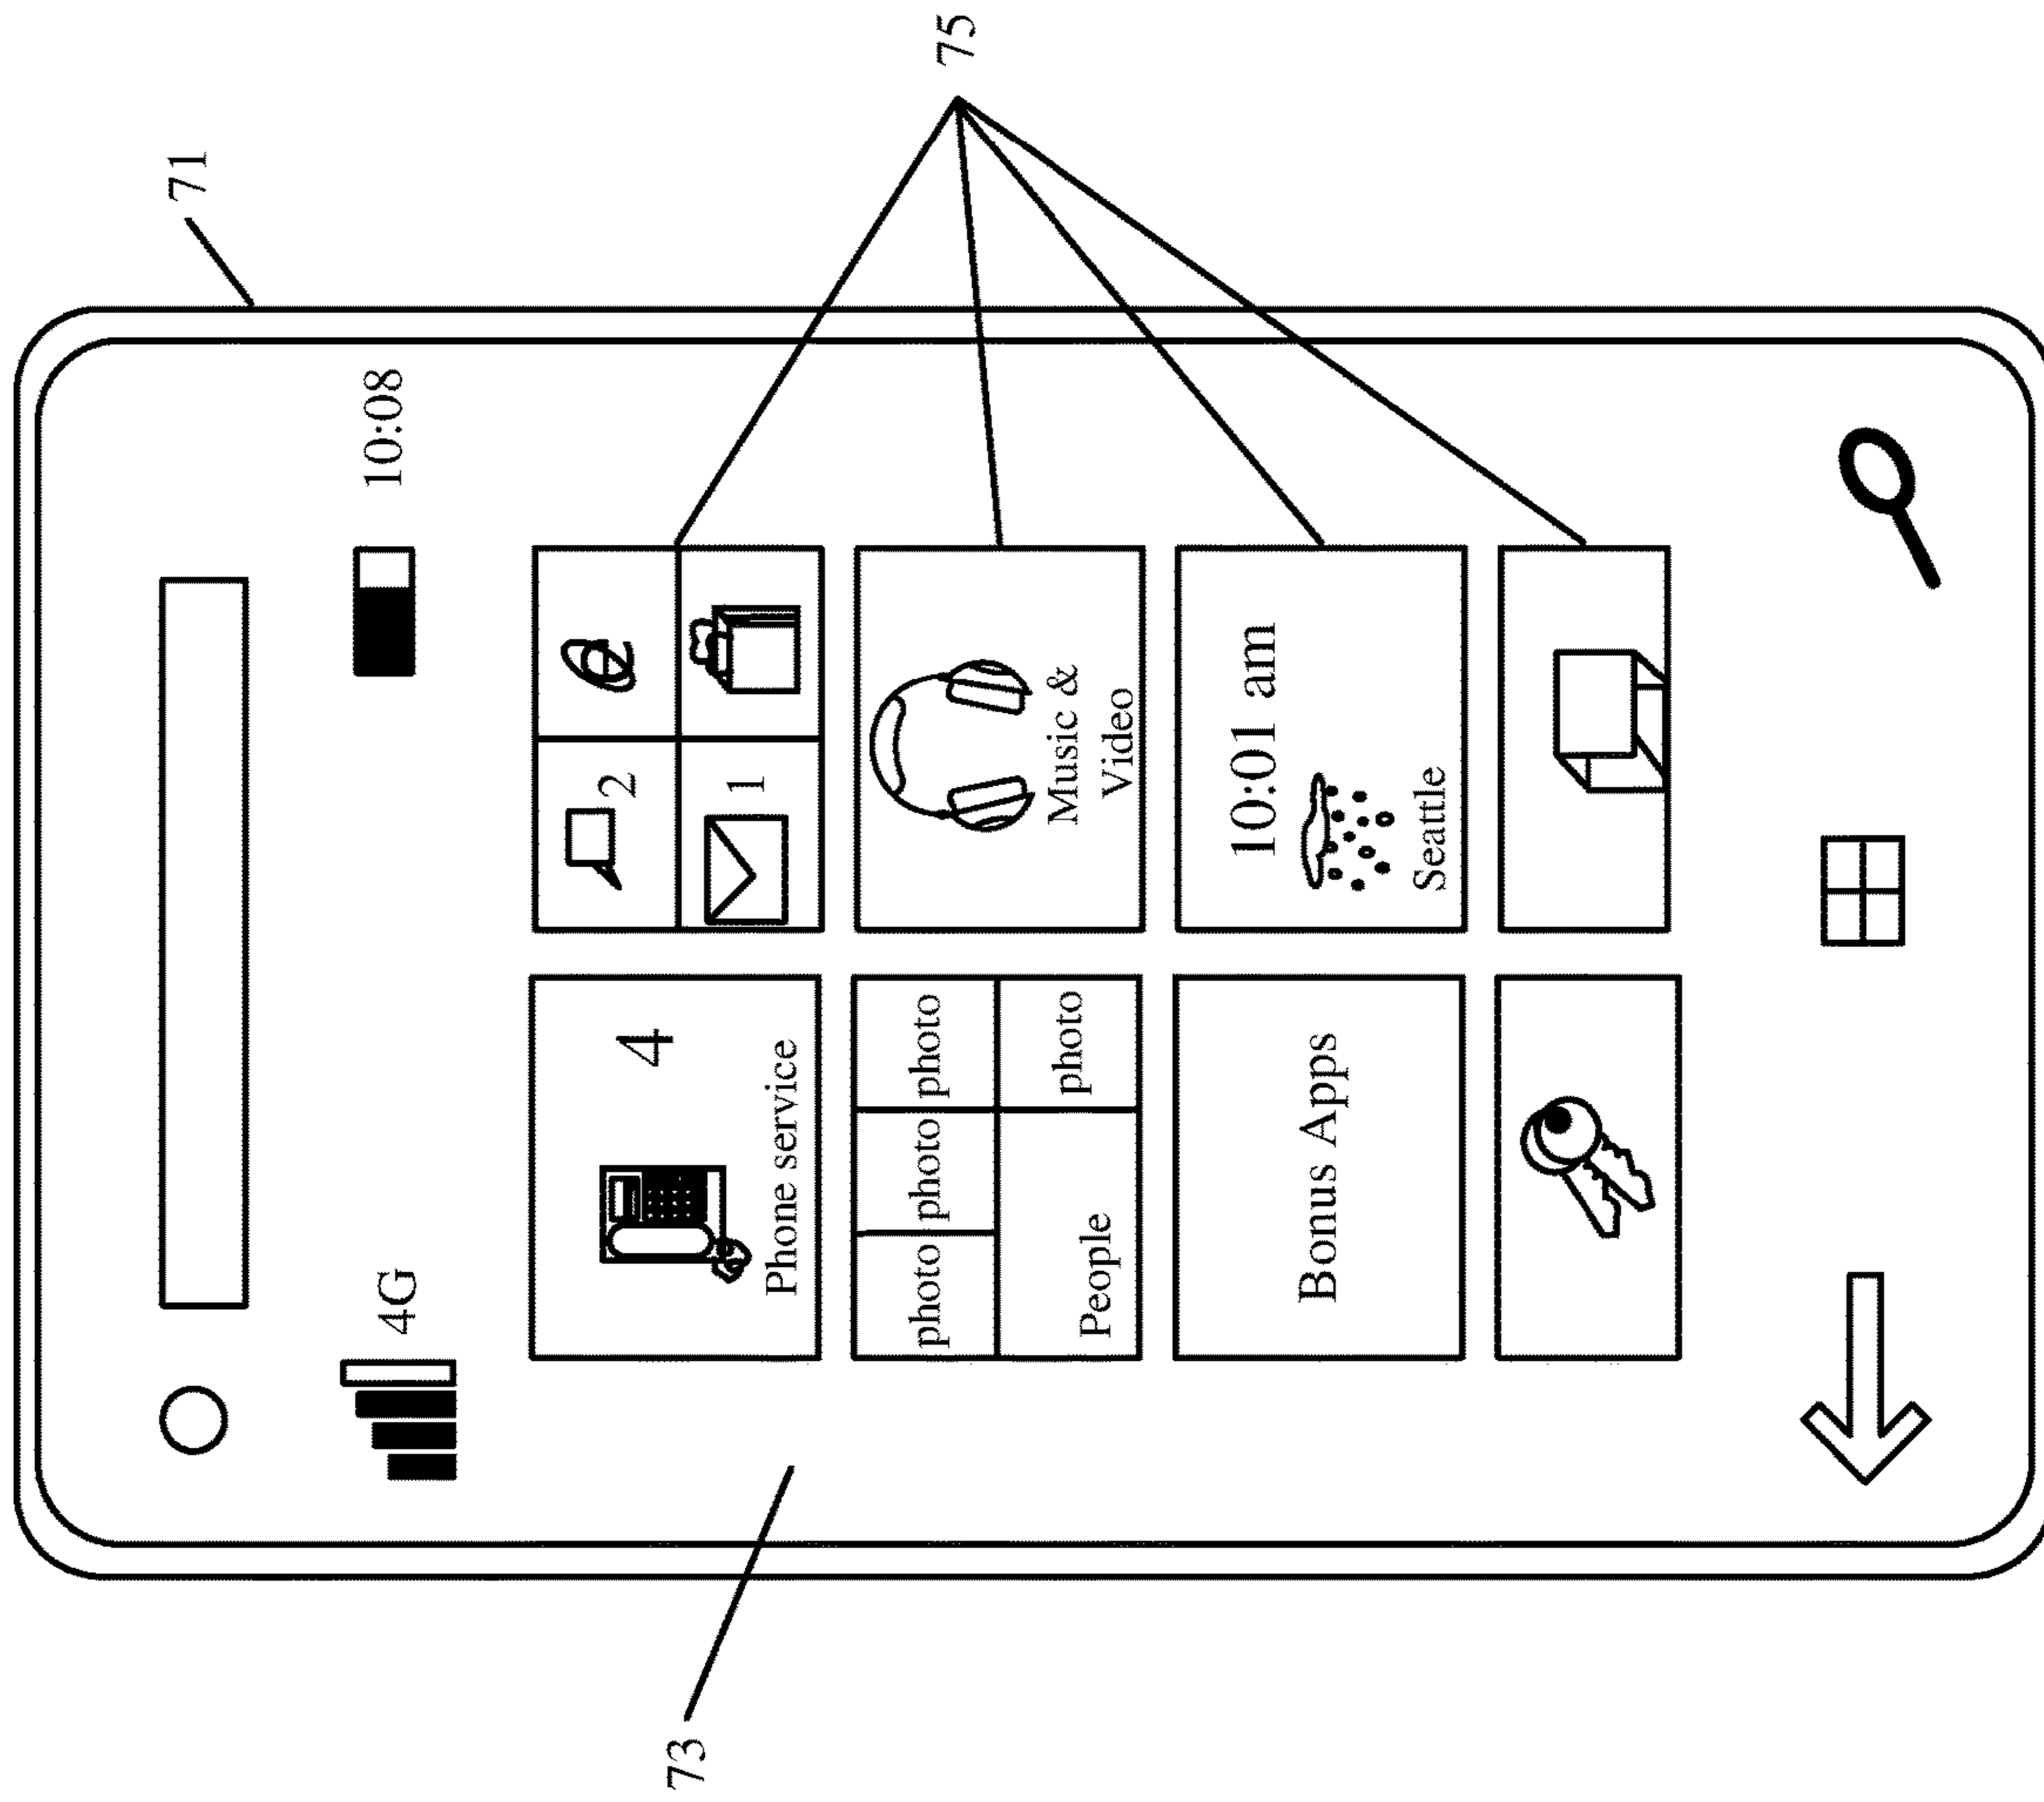 71
4G
10:08
75
4
Phone service
2
1
photo photo photo
People
photo
Music &
Video
Bonus Apps
10:01 am
Seattle
73